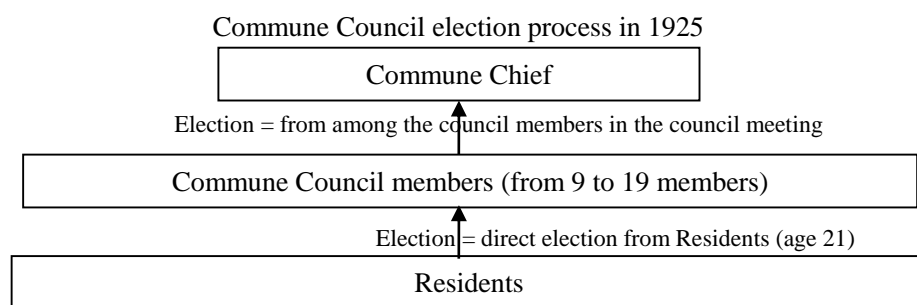 Commune Council election process in 1925
Commune Chief
Election = from among the council members in the council meeting
Commune Council members (from 9 to 19 members)
Election = direct election from Residents (age 21)
Residents